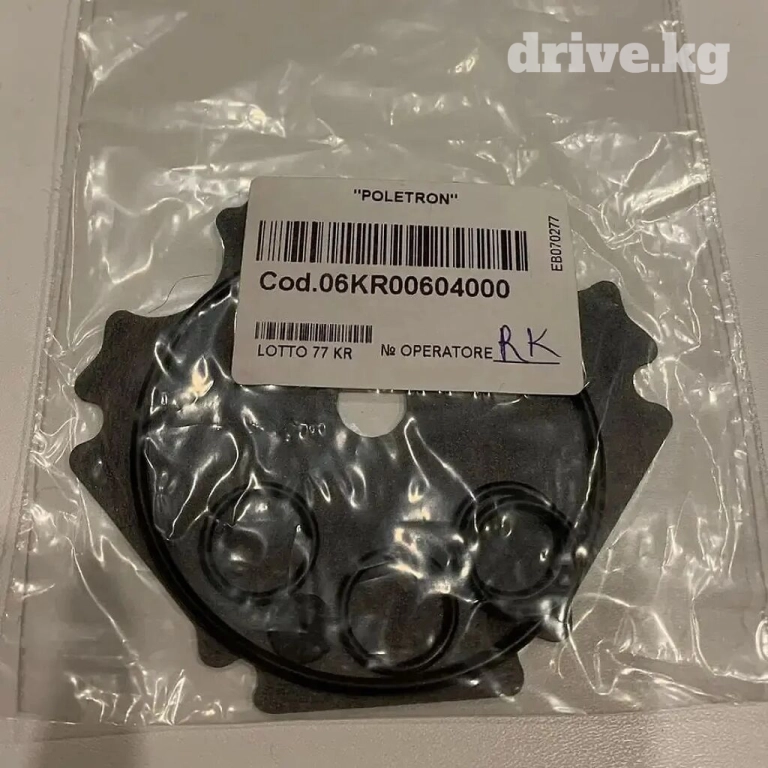 drive.kg
"POLETRON"
EB070277
Cod.06KR00604000
LOTTO 77 KR № OPERATORE RK